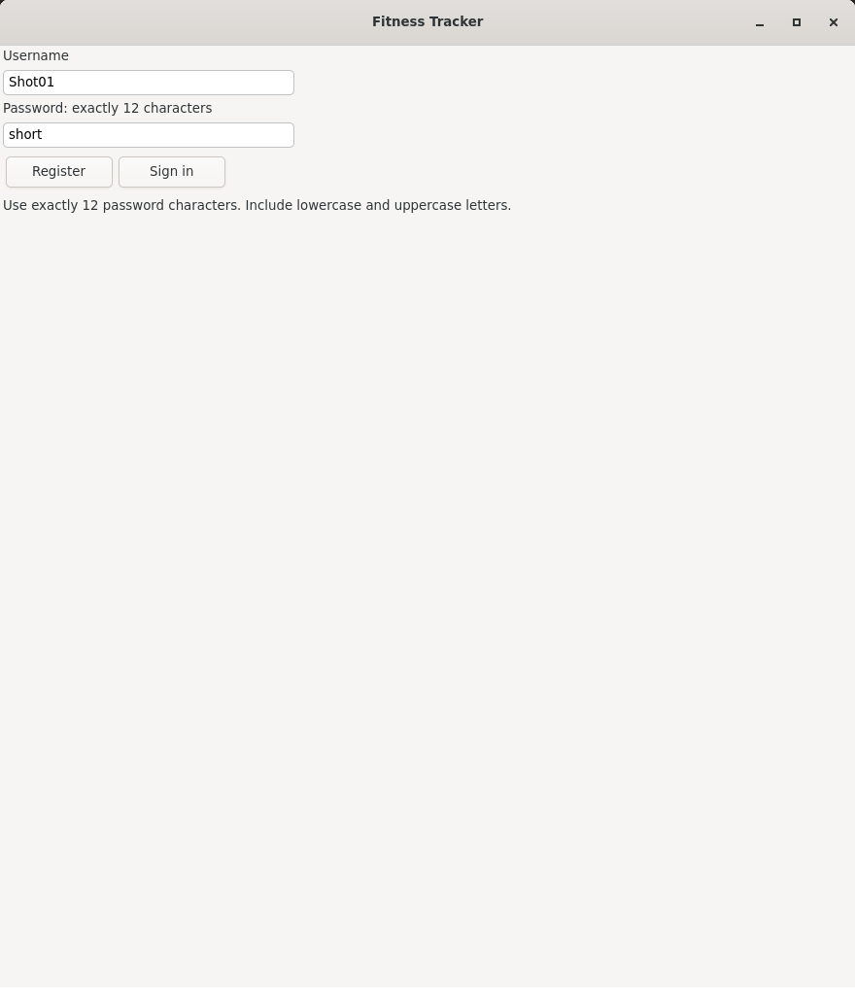 Fitness Tracker
Username
Shot01
Password: exactly 12 characters
short
Register Sign in
Use exactly 12 password characters. Include lowercase and uppercase letters.